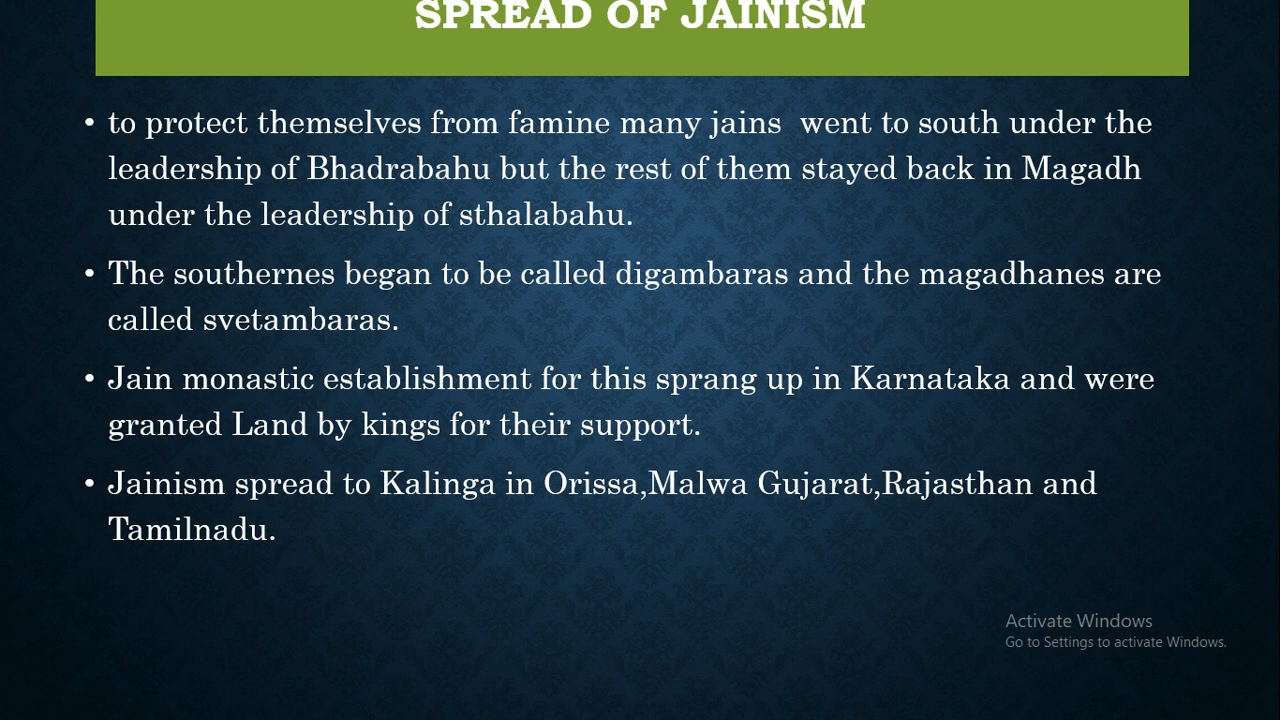 SPREAD OF JAINISM
• to protect themselves from famine many jains  went to south under the
leadership of Bhadrabahu but the rest of them stayed back in Magadh
under the leadership of sthalabahu.
• The southernes began to be called digambaras and the magadhanes are
called svetambaras.
• Jain monastic establishment for this sprang up in Karnataka and were
granted Land by kings for their support.
• Jainism spread to Kalinga in Orissa,Malwa Gujarat,Rajasthan and
Tamilnadu.
Activate Windows
Go to Settings to activate Windows.